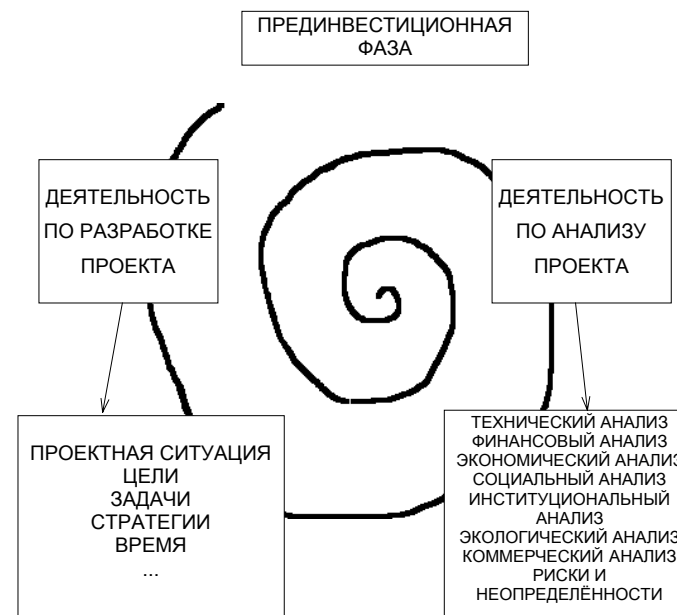 ПРЕДИНВЕСТИЦИОННАЯ
ФАЗА
ДЕЯТЕЛЬНОСТЬ
ПО РАЗРАБОТКЕ
ПРОЕКТА
ДЕЯТЕЛЬНОСТЬ
ПО АНАЛИЗУ
ПРОЕКТА
ПРОЕКТНАЯ СИТУАЦИЯ
ЦЕЛИ
ЗАДАЧИ
СТРАТЕГИИ
ВРЕМЯ
...
ТЕХНИЧЕСКИЙ АНАЛИЗ
ФИНАНСОВЫЙ АНАЛИЗ
ЭКОНОМИЧЕСКИЙ АНАЛИЗ
СОЦИАЛЬНЫЙ АНАЛИЗ
ИНСТИТУЦИОНАЛЬНЫЙ
АНАЛИЗ
ЭКОЛОГИЧЕСКИЙ АНАЛИЗ
КОММЕРЧЕСКИЙ АНАЛИЗ
РИСКИ И
НЕОПРЕДЕЛЁННОСТИ